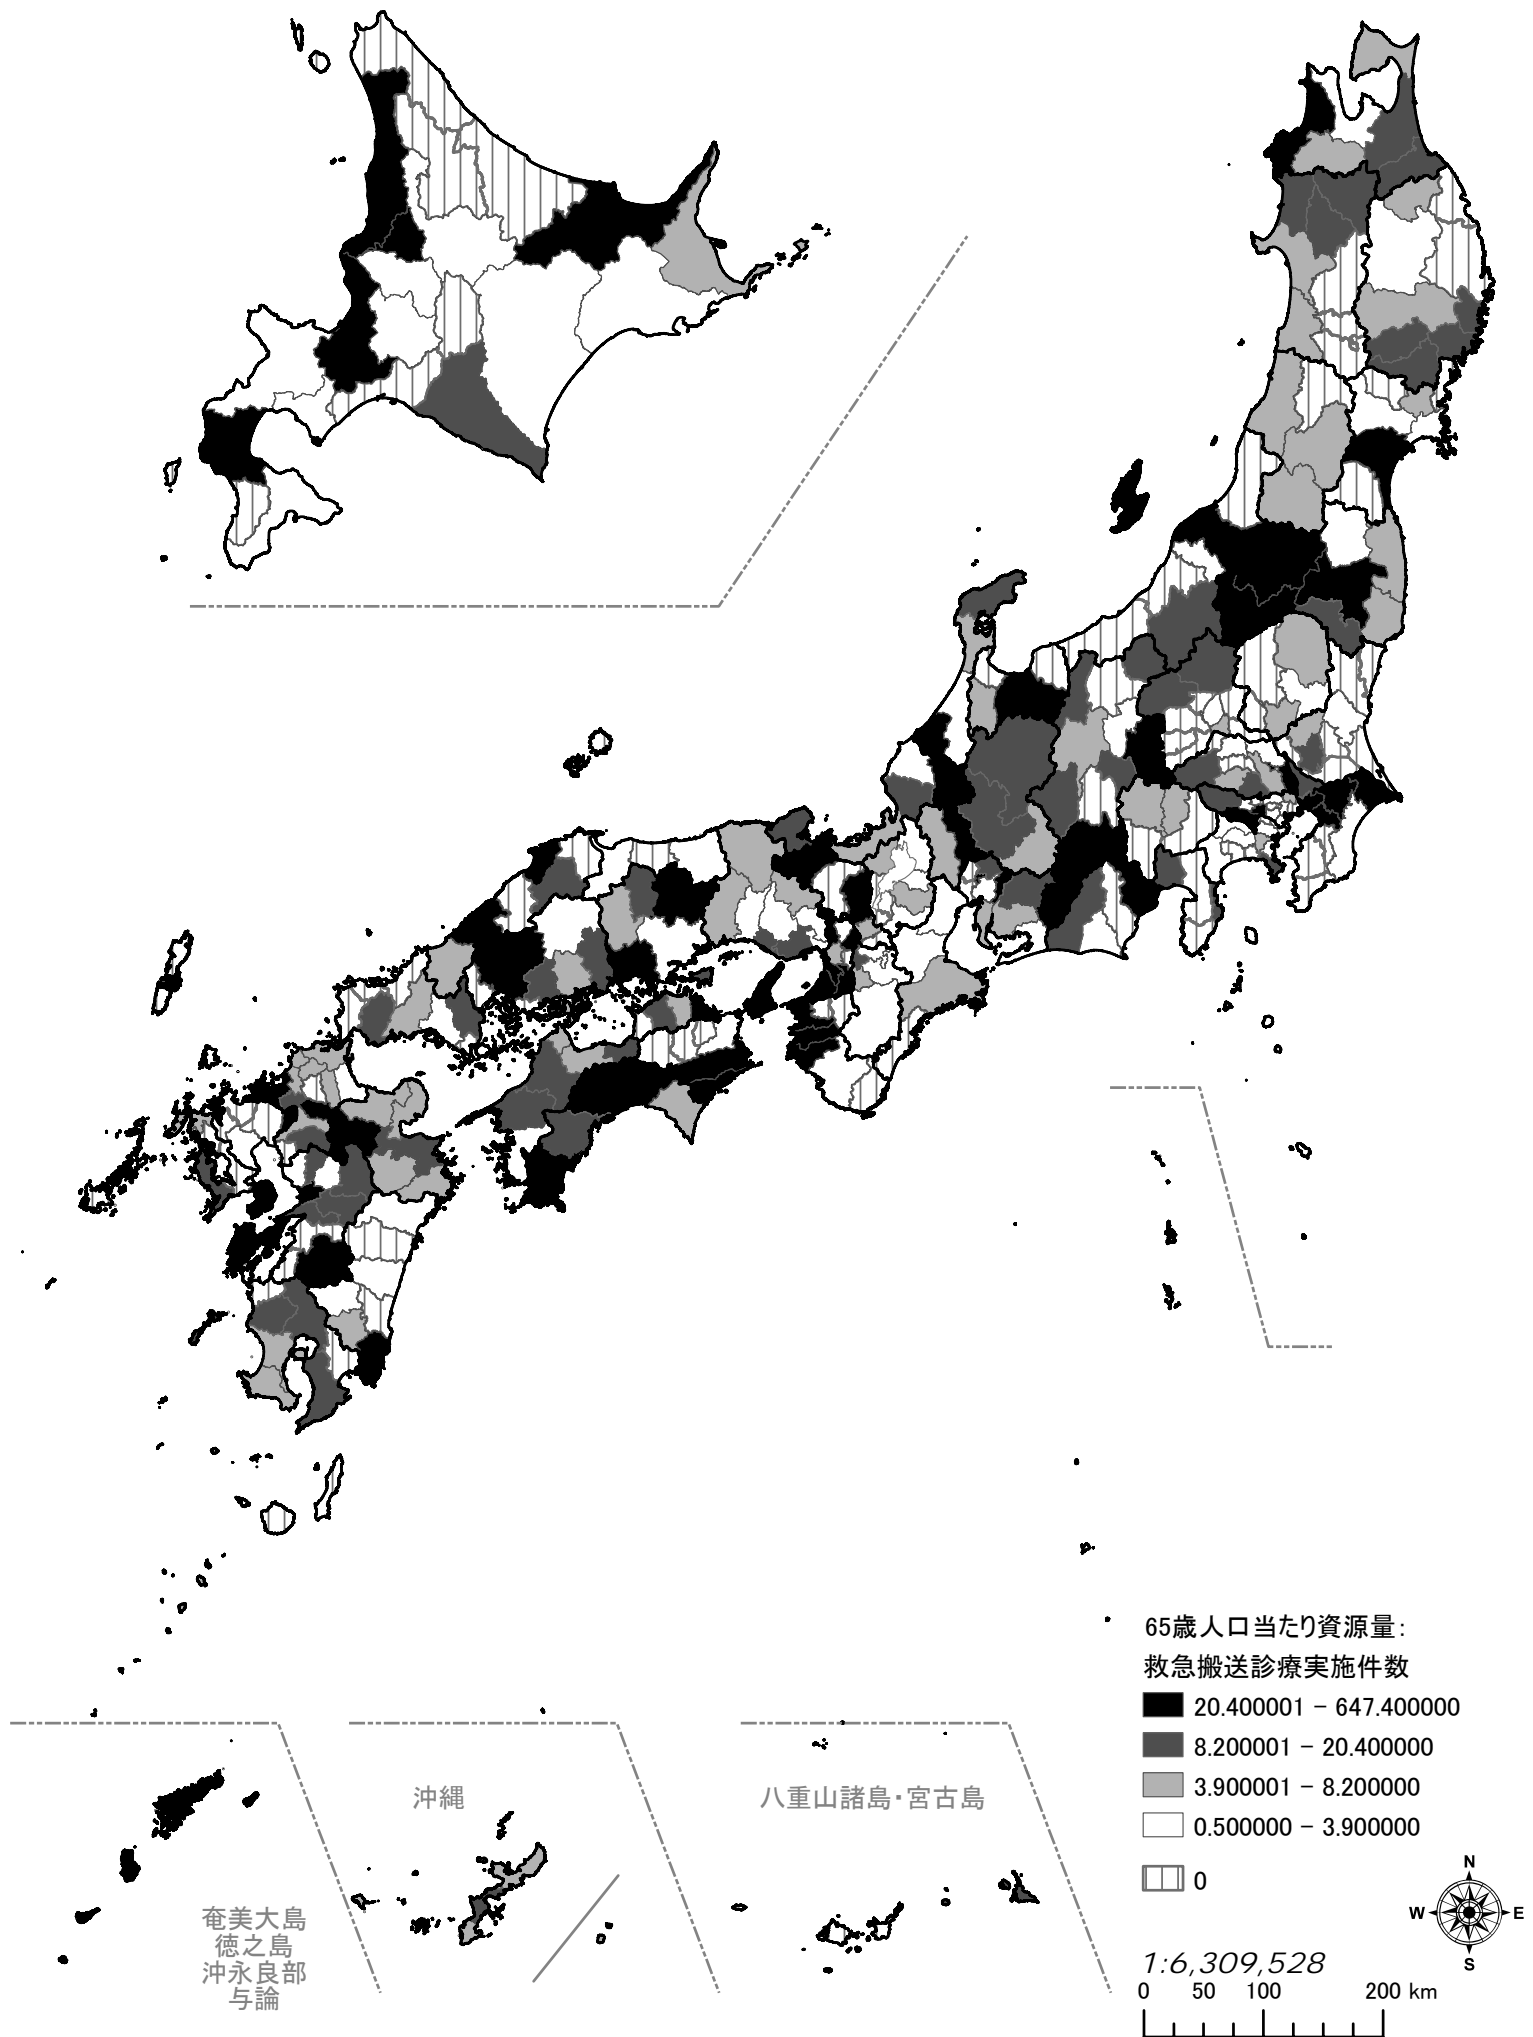 65歳人口当たり資源量:
救急搬送診療実施件数
20.400001 - 647.400000
8.200001 - 20.400000
3.900001 - 8.200000
0.500000 - 3.900000
0
沖縄
八重山諸島・宮古島
奄美大島
徳之島
沖永良部
与論
N
W
E
S
1:6,309,528
0 50 100 200 km